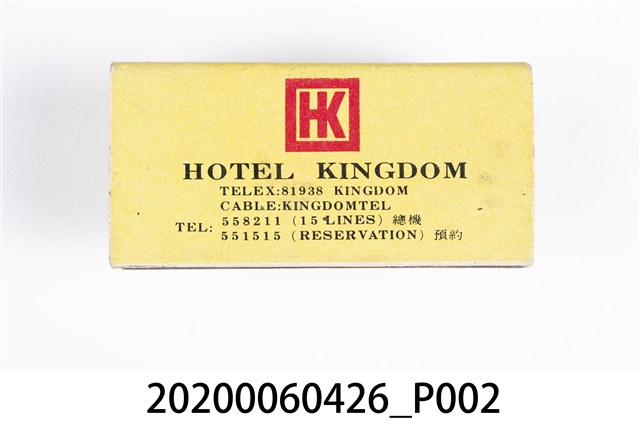 HK
HOTEL KINGDOM
TELEX:81938 KINGDOM
CABLE:KINGDOMTEL
TEL: 558211 (15 LINES) 總機
551515 (RESERVATION) 預約
20200060426_P002